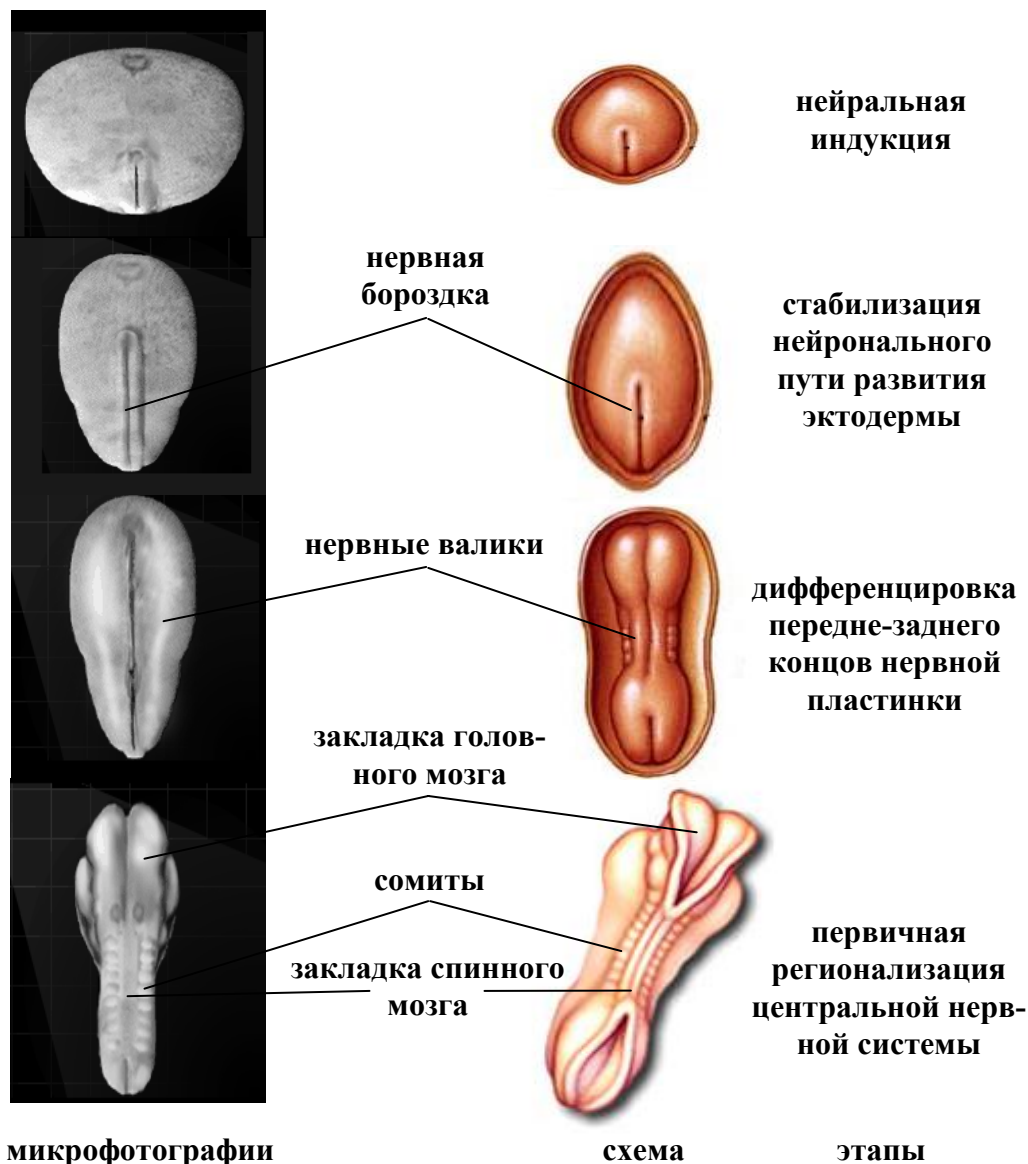 нейральная
индукция
нервная
бороздка
стабилизация
нейронального
пути развития
эктодермы
нервные валики
дифференцировка
передне-заднего
концов нервной
пластинки
закладка голов-
ного мозга
сомиты
закладка спинного
мозга
первичная
регионализация
центральной нерв-
ной системы
микрофотографии
схема
этапы